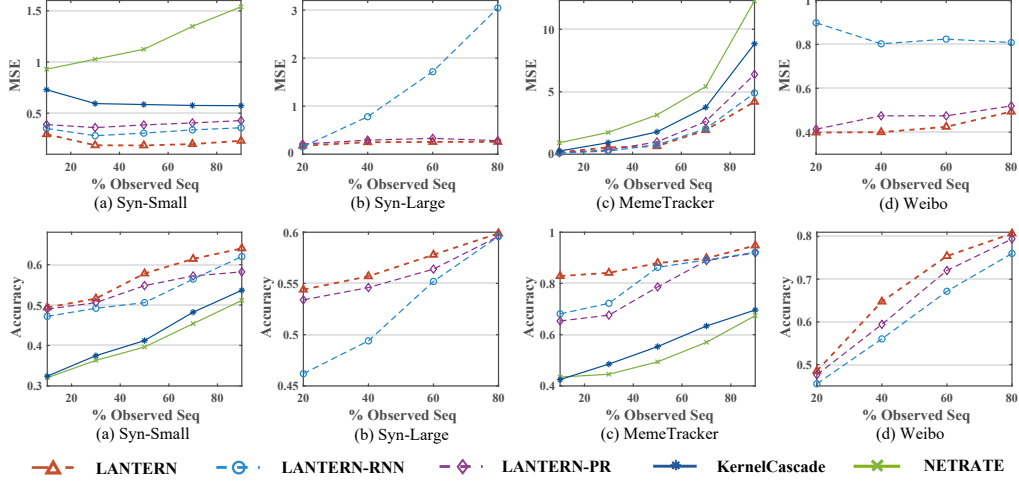 1.5
1
0.5
MSE
20 40 60 80
% Observed Seq
(a) Syn-Small
3
2
1
0
MSE
20 40 60 80
% Observed Seq
(b) Syn-Large
10
5
0
MSE
20 40 60 80
% Observed Seq
(c) MemeTracker
1
0.8
0.6
0.4
MSE
20 40 60 80
% Observed Seq
(d) Weibo
0.6
0.5
0.4
0.3
Accuracy
20 40 60 80
% Observed Seq
(a) Syn-Small
0.6
0.55
0.5
0.45
Accuracy
20 40 60 80
% Observed Seq
(b) Syn-Large
1
0.8
0.6
0.4
Accuracy
20 40 60 80
% Observed Seq
(c) MemeTracker
0.8
0.7
0.6
0.5
Accuracy
20 40 60 80
% Observed Seq
(d) Weibo
LANTERN LANTERN-RNN LANTERN-PR KernelCascade NETRATE